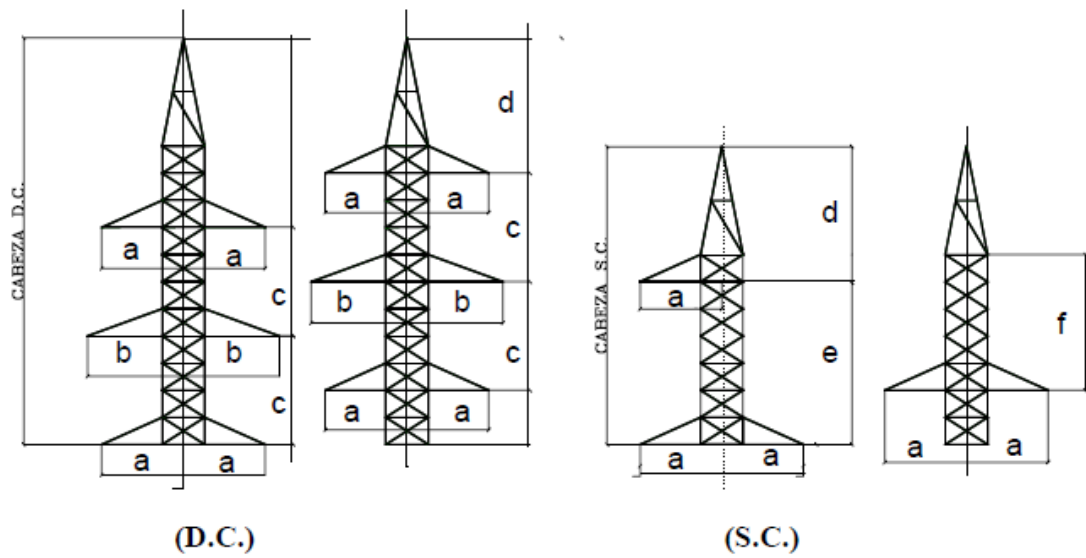 CABEZA D.C.
a a
c
b b
c
a a
d
a a
c
b b
c
a a
CABEZA S.C.
d
a
e
a a
f
a a
(D.C.)
(S.C.)